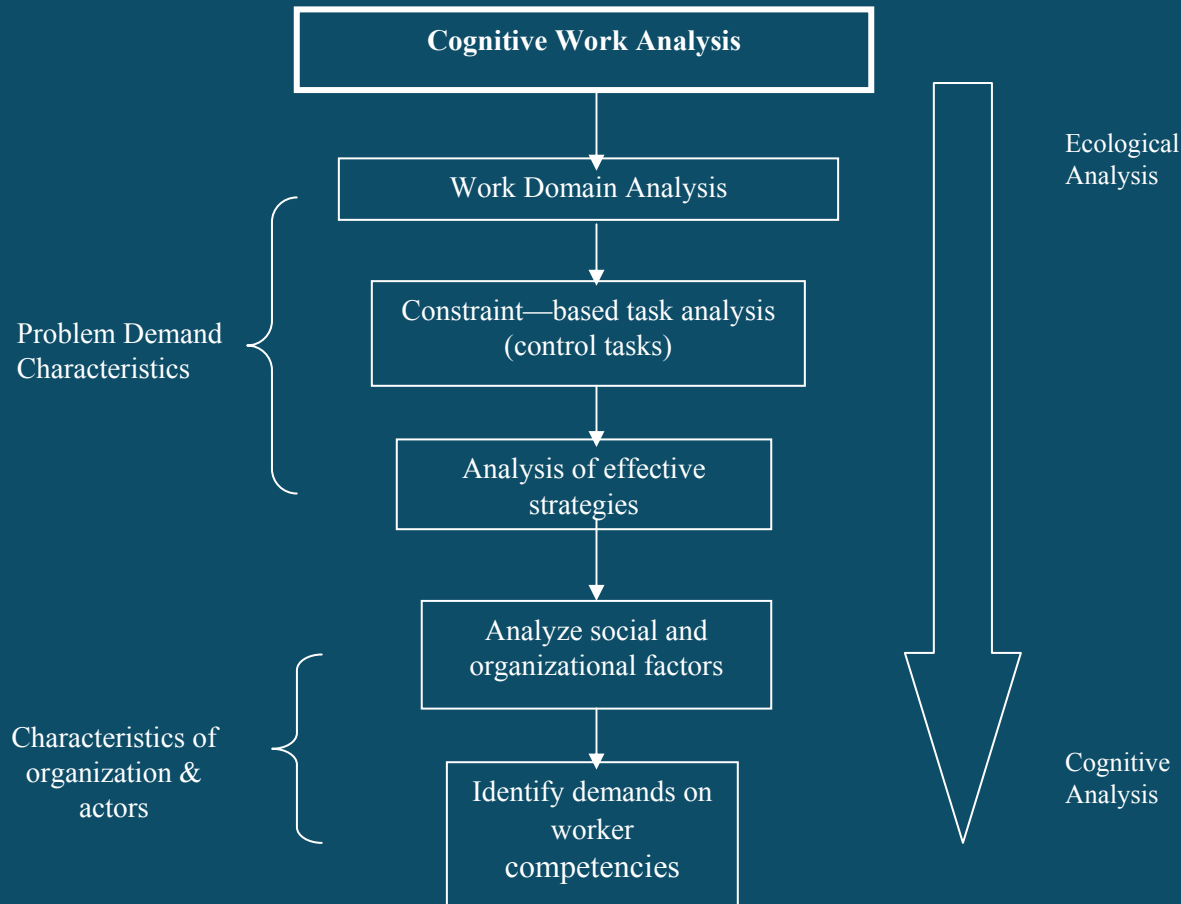 Cognitive Work Analysis
Ecological
Analysis
Work Domain Analysis
Constraint—based task analysis
(control tasks)
Problem Demand
Characteristics
Analysis of effective
strategies
Analyze social and
organizational factors
Characteristics of
organization &
actors
Cognitive
Analysis
Identify demands on
worker
competencies